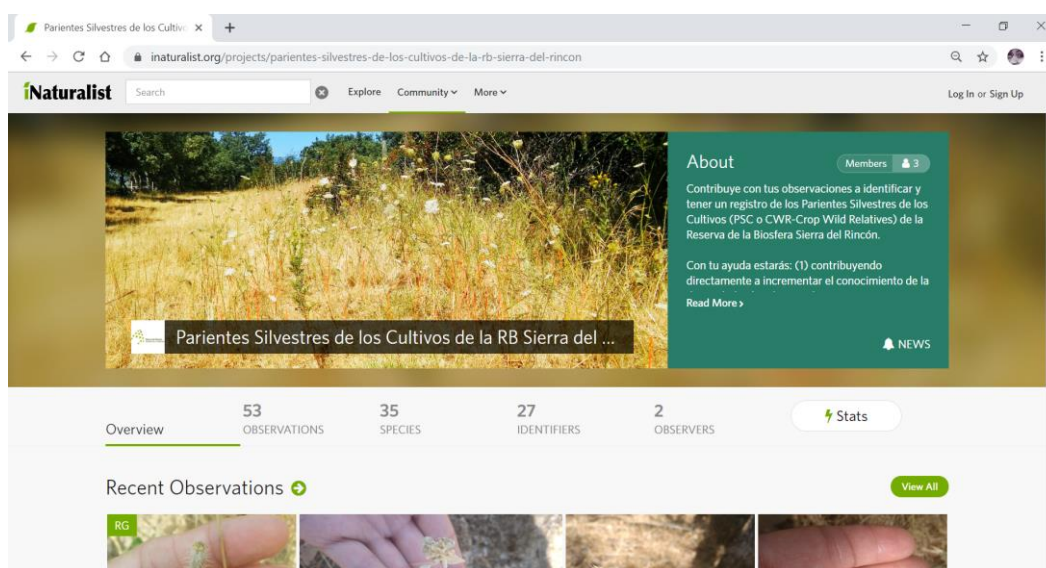 Parientes Silvestres de los Cultivo
inaturalist.org/projects/parientes-silvestres-de-los-cultivos-de-la-rb-sierra-del-rincon
iNaturalist
Search
Explore
Community
More
Log In or Sign Up
About
Members 3
Contribuye con tus observaciones a identificar y
tener un registro de los Parientes Silvestres de los
Cultivos (PSC o CWR-Crop Wild Relatives) de la
Reserva de la Biosfera Sierra del Rincón.
Con tu ayuda estarás: (1) contribuyendo
directamente a incrementar el conocimiento de la
Read More >
Parientes Silvestres de los Cultivos de la RB Sierra del ...
NEWS
Overview
53
OBSERVATIONS
35
SPECIES
27
IDENTIFIERS
2
OBSERVERS
Stats
Recent Observations
View All
RG